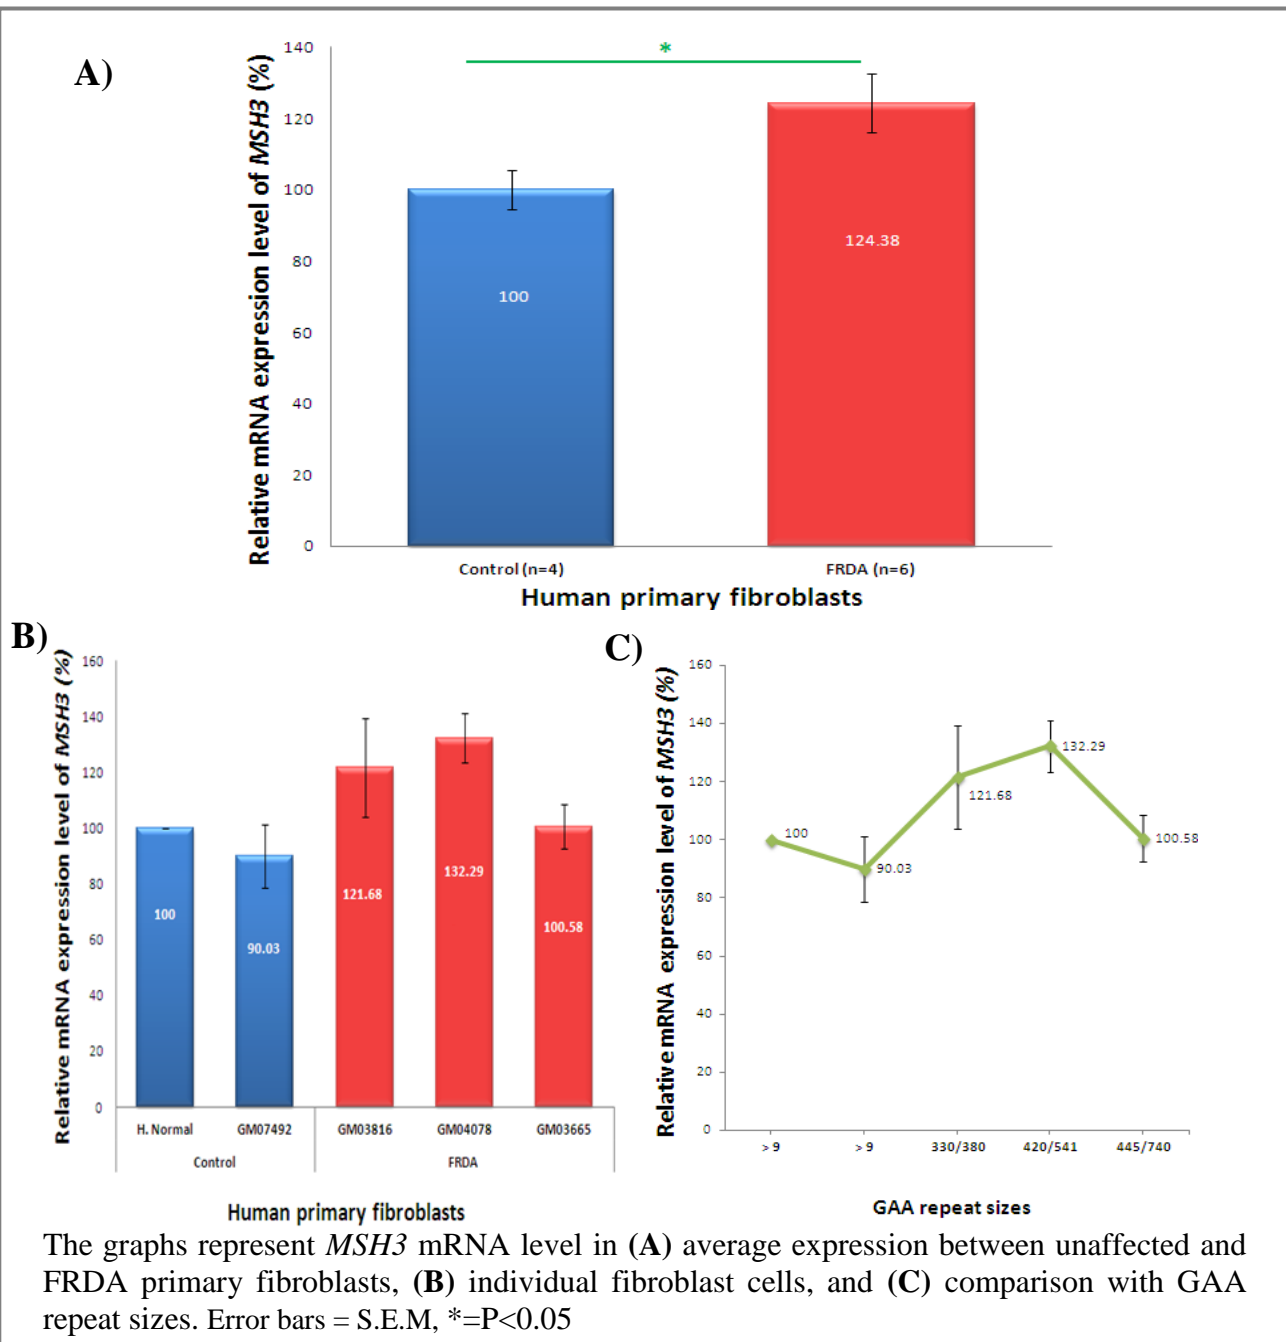 A)
Relative mRNA expression level of MSH3 (%)
140
120
100
80
60
40
20
0
*
100
124.38
Control (n=4)
FRDA (n=6)
Human primary fibroblasts
B)
Relative mRNA expression level of MSH3 (%)
160
140
120
100
80
60
40
20
0
100
90.03
121.68
132.29
100.58
H. Normal
GM07492
GM03816
GM04078
GM03665
Control
FRDA
Human primary fibroblasts
C)
Relative mRNA expression level of MSH3 (%)
160
140
120
100
80
60
40
20
0
100
90.03
121.68
132.29
100.58
> 9
> 9
330/380
420/541
445/740
GAA repeat sizes
The graphs represent MSH3 mRNA level in (A) average expression between unaffected and
FRDA primary fibroblasts, (B) individual fibroblast cells, and (C) comparison with GAA
repeat sizes. Error bars = S.E.M, *=P<0.05